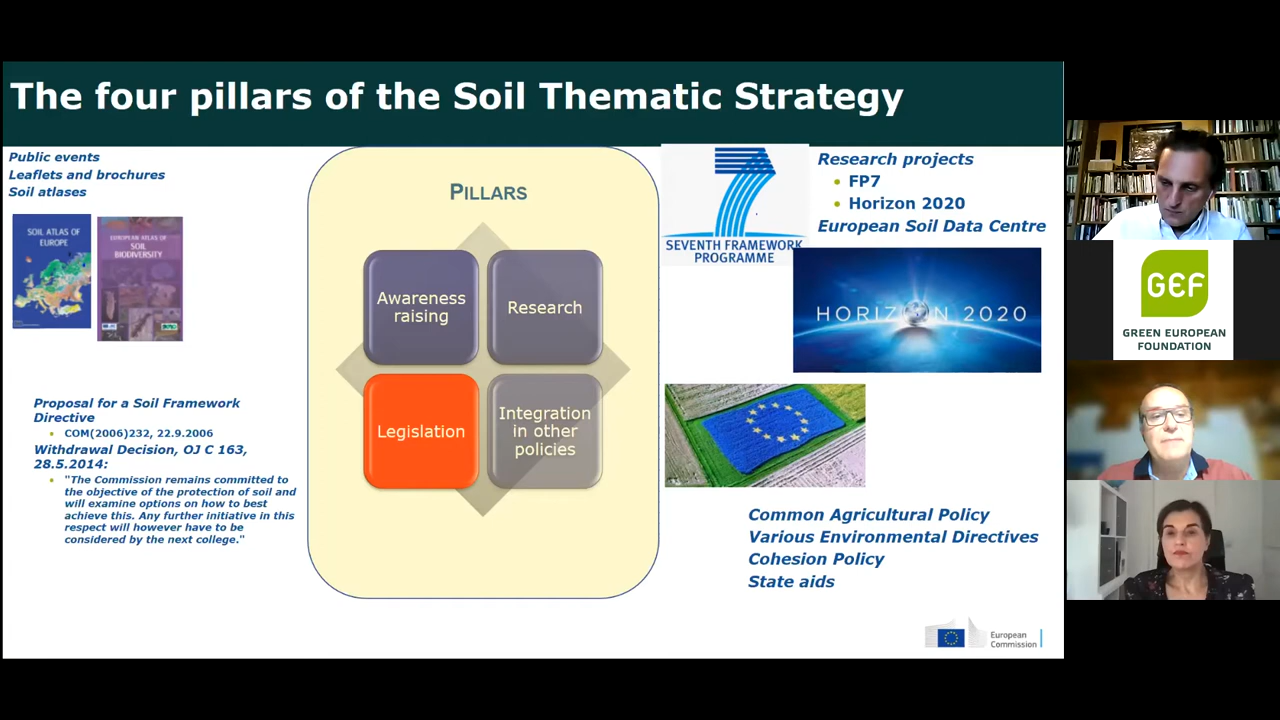 The four pillars of the Soil Thematic Strategy
Public events
Leaflets and brochures
Soil atlases
SOIL ATLAS OF
EUROPE
EUROPEAN ATLAS OF
SOIL
BIODIVERSITY
Proposal for a Soil Framework
Directive
COM(2006)232, 22.9.2006
Withdrawal Decision, OJ C 163,
28.5.2014:
"The Commission remains committed to
the objective of the protection of soil and
will examine options on how to best
achieve this. Any further initiative in this
respect will however have to be
considered by the next college."
PILLARS
Awareness
raising
Research
Legislation
Integration
in other
policies
SEVENTH FRAMEWORK
PROGRAMME
Research projects
FP7
Horizon 2020
European Soil Data Centre
HORIZON 2020
Common Agricultural Policy
Various Environmental Directives
Cohesion Policy
State aids
European
Commission
GEF
GREEN EUROPEAN
FOUNDATION